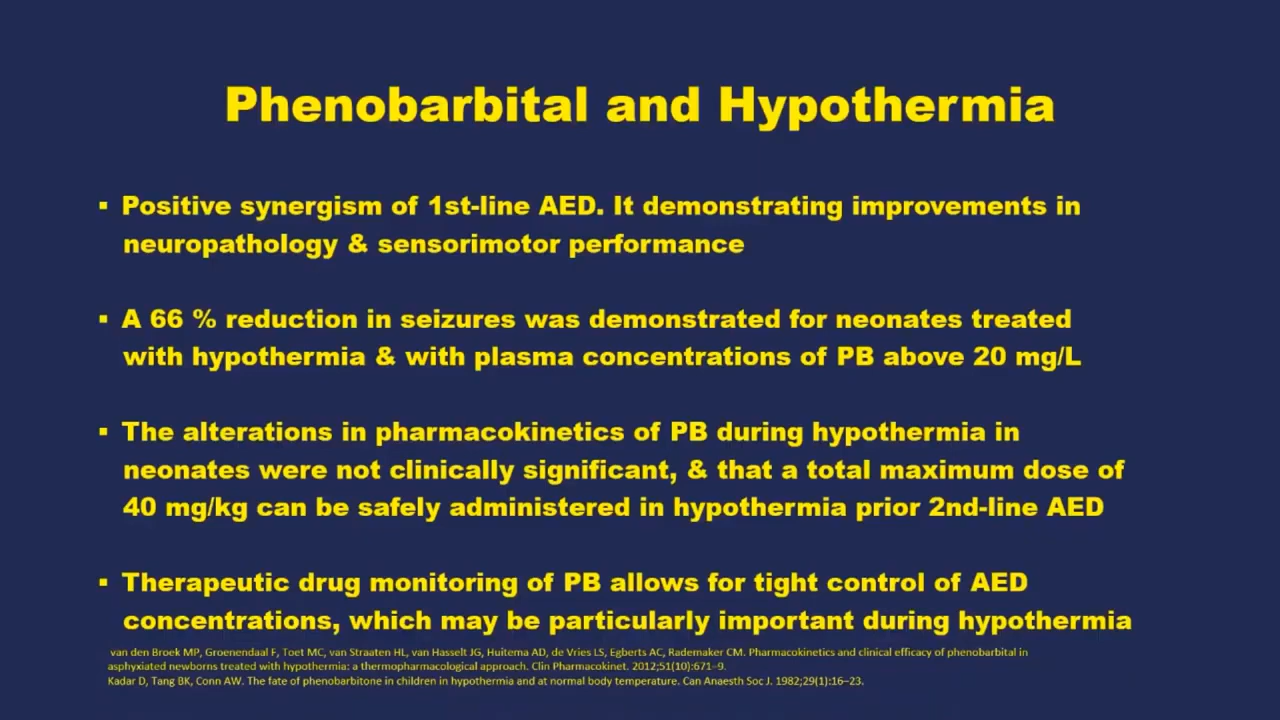 Phenobarbital and Hypothermia
▪ Positive synergism of 1st-line AED. It demonstrating improvements in
neuropathology & sensorimotor performance
▪ A 66 % reduction in seizures was demonstrated for neonates treated
with hypothermia & with plasma concentrations of PB above 20 mg/L
▪ The alterations in pharmacokinetics of PB during hypothermia in
neonates were not clinically significant, & that a total maximum dose of
40 mg/kg can be safely administered in hypothermia prior 2nd-line AED
▪ Therapeutic drug monitoring of PB allows for tight control of AED
concentrations, which may be particularly important during hypothermia
van den Broek MP, Groenendaal F, Toet MC, van Straaten HL, van Hasselt JG, Huitema AD, de Vries LS, Egberts AC, Rademaker CM. Pharmacokinetics and clinical efficacy of phenobarbital in
asphyxiated newborns treated with hypothermia: a thermopharmacological approach. Clin Pharmacokinet. 2012;51(10):671–9.
Kadar D, Tang BK, Conn AW. The fate of phenobarbitone in children in hypothermia and at normal body temperature. Can Anaesth Soc J. 1982;29(1):16–23.